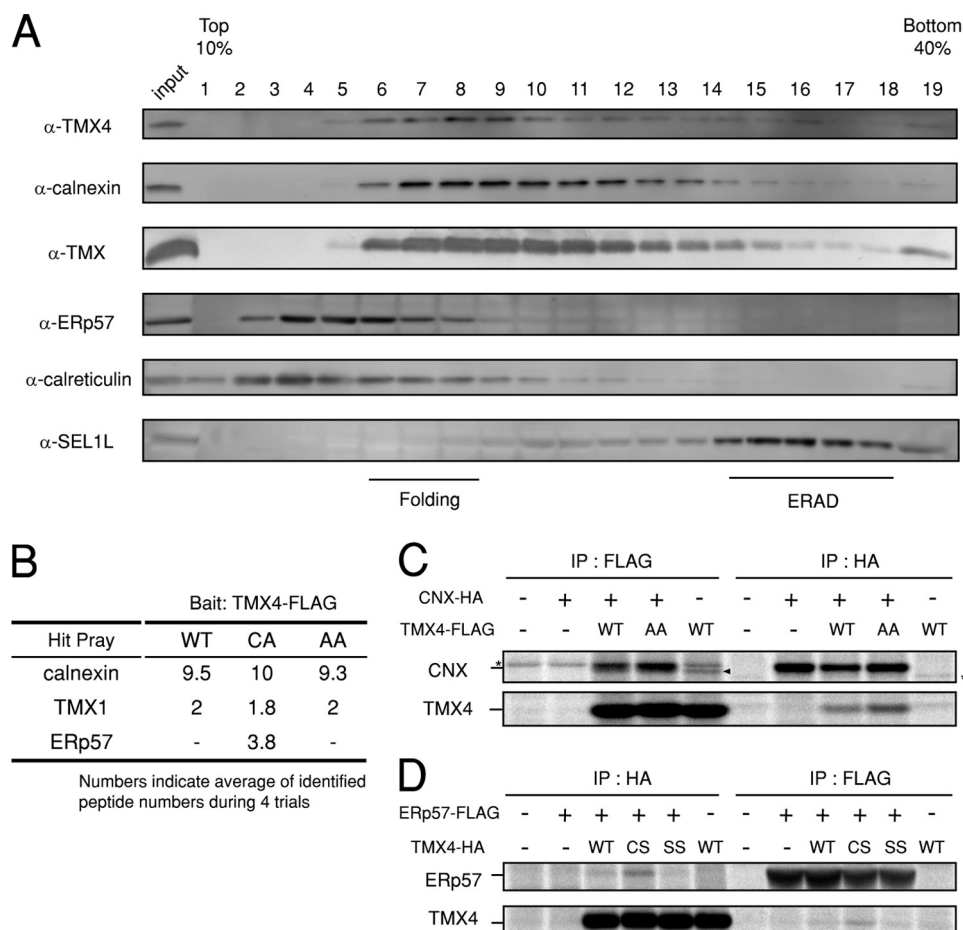 A
Top
10%
Bottom
40%
input 1 2 3 4 5 6 7 8 9 10 11 12 13 14 15 16 17 18 19
α-TMX4
α-calnexin
α-TMX
α-ERp57
α-calreticulin
α-SEL1L
Folding ERAD
B
Bait: TMX4-FLAG
Hit Pray WT CA AA
calnexin 9.5 10 9.3
TMX1 2 1.8 2
ERp57 - 3.8 -
Numbers indicate average of identified
peptide numbers during 4 trials
C
IP : FLAG IP : HA
CNX-HA - + + + - - + + + -
TMX4-FLAG - - WT AA WT - - WT AA WT
CNX * *
TMX4
D
IP : HA IP : FLAG
ERp57-FLAG - + + + + - - + + + + -
TMX4-HA - - WT CS SS WT - - WT CS SS WT
ERp57
TMX4